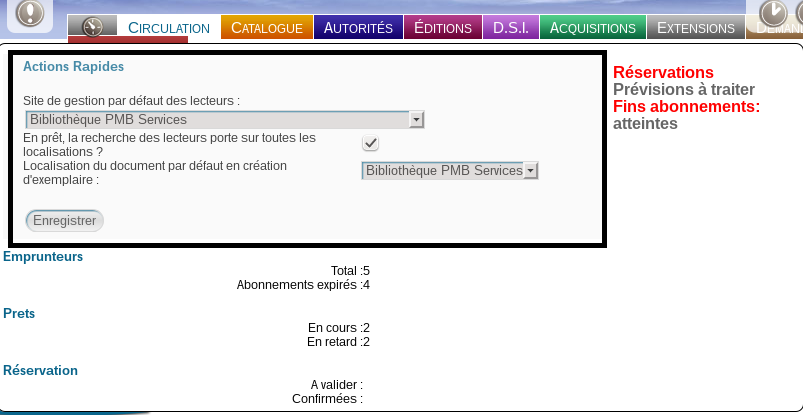 CIRCULATION CATALOGUE AUTORITÉS ÉDITIONS D.S.I. ACQUISITIONS EXTENSIONS
Actions Rapides
Site de gestion par défaut des lecteurs :
Bibliothèque PMB Services
En prêt, la recherche des lecteurs porte sur toutes les
localisations ?
Localisation du document par défaut en création
d'exemplaire :
Bibliothèque PMB Services
Enregistrer
Réservations
Prévisions à traiter
Fins abonnements:
atteintes
Emprunteurs
Total :5
Abonnements expirés :4
Prets
En cours :2
En retard :2
Réservation
A valider :
Confirmées :